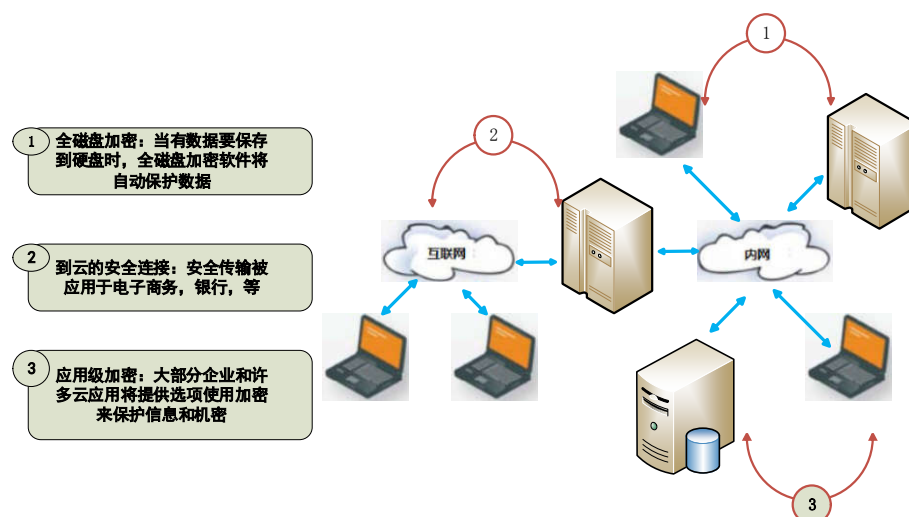 1
全磁盘加密：当有数据要保存
到硬盘时，全磁盘加密软件将
自动保护数据
2
到云的安全连接：安全传输被
应用于电子商务，银行，等
3
应用级加密：大部分企业和许
多云应用将提供选项使用加密
来保护信息和机密
1
2
互联网
内网
3